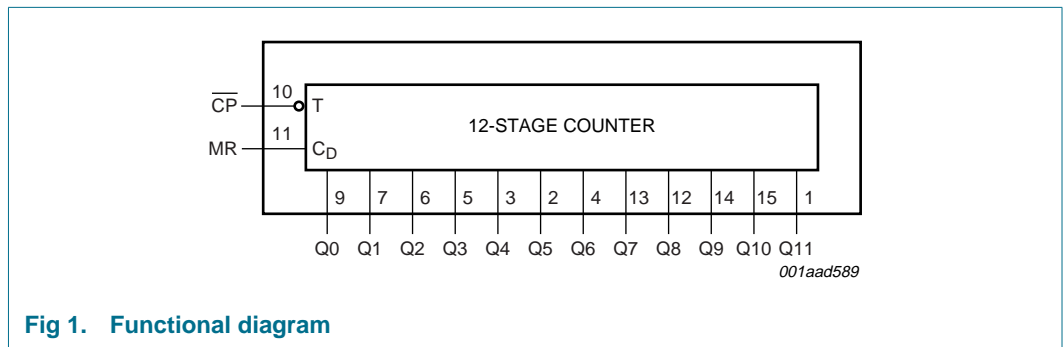 10
CP
T
12-STAGE COUNTER
11
MR
CD
9 7 6 5 3 2 4 13 12 14 15 1
Q0 Q1 Q2 Q3 Q4 Q5 Q6 Q7 Q8 Q9 Q10 Q11
001aad589
Fig 1. Functional diagram